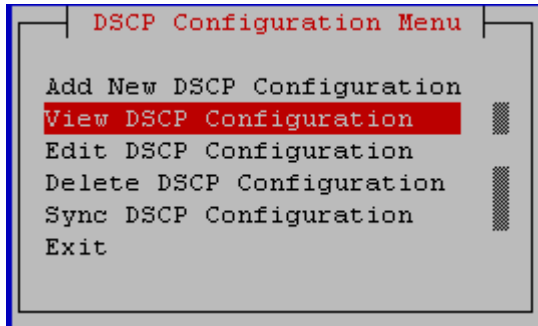 DSCP Configuration Menu
Add New DSCP Configuration
View DSCP Configuration
Edit DSCP Configuration
Delete DSCP Configuration
Sync DSCP Configuration
Exit